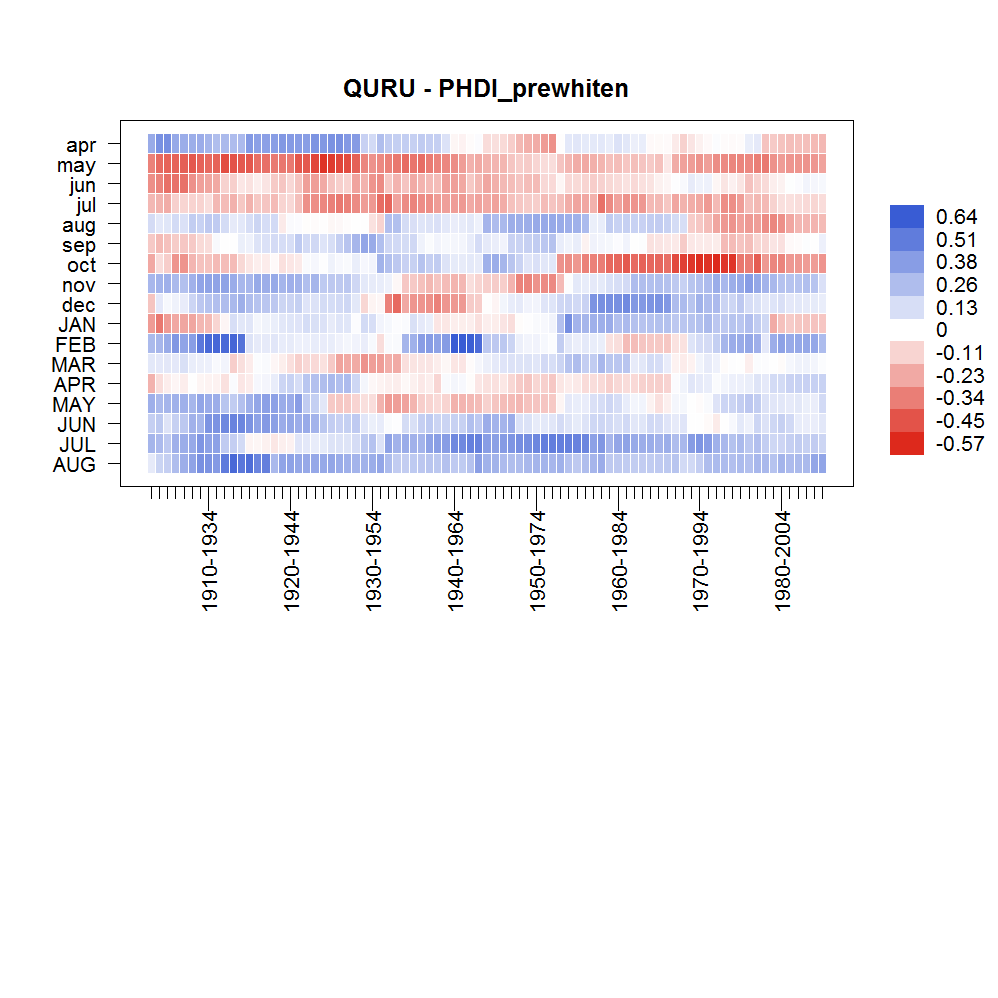 QURU - PHDI_prewhiten
apr
may
jun
jul
aug
sep
oct
nov
dec
JAN
FEB
MAR
APR
MAY
JUN
JUL
AUG
0.64
0.51
0.38
0.26
0.13
0
-0.11
-0.23
-0.34
-0.45
-0.57
1910-1934
1920-1944
1930-1954
1940-1964
1950-1974
1960-1984
1970-1994
1980-2004